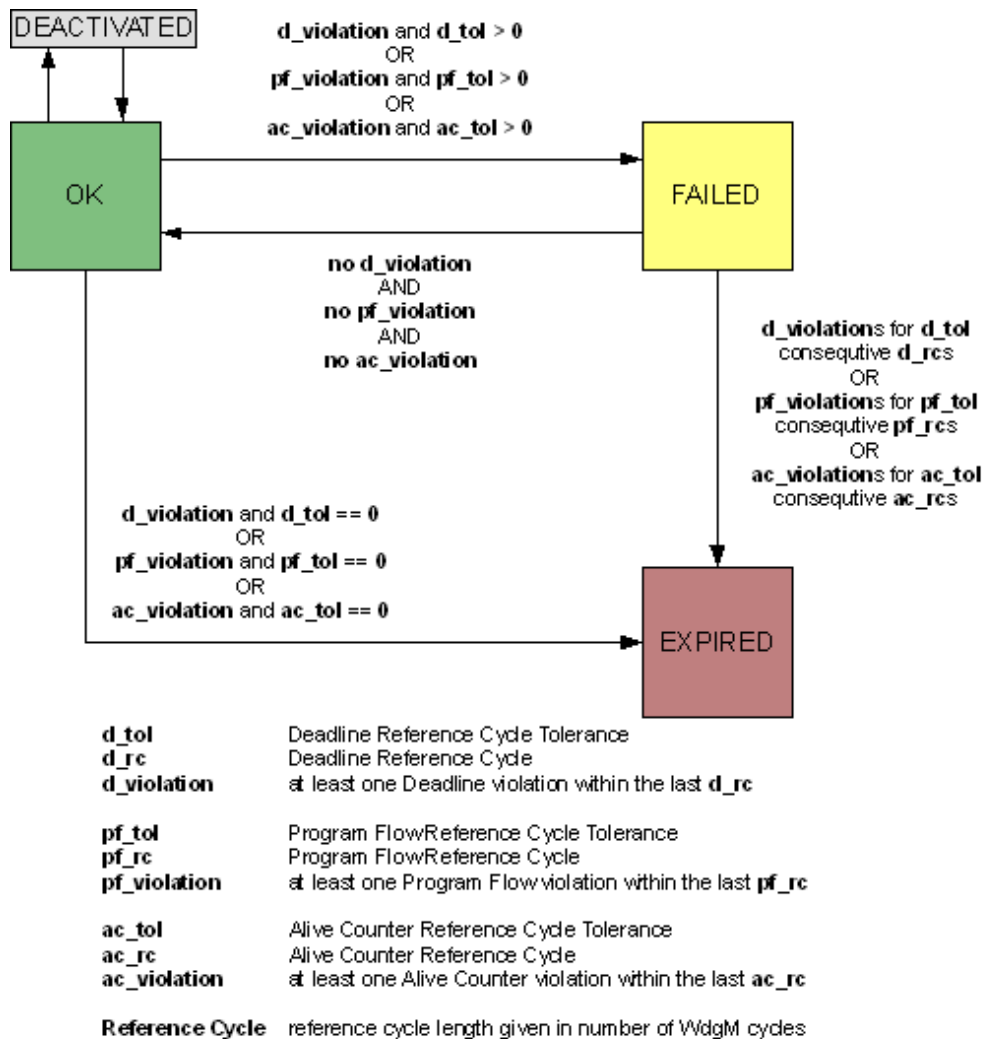 DEACTIVATED
d_violation and d_tol > 0
OR
pf_violation and pf_tol > 0
OR
ac_violation and ac_tol > 0
OK
FAILED
no d_violation
AND
no pf_violation
AND
no ac_violation
d_violations for d_tol
consequtive d_rcs
OR
pf_violations for pf_tol
consequtive pf_rcs
OR
ac_violations for ac_tol
consequtive ac_rcs
d_violation and d_tol == 0
OR
pf_violation and pf_tol == 0
OR
ac_violation and ac_tol == 0
EXPIRED
d_tol Deadline Reference Cycle Tolerance
d_rc Deadline Reference Cycle
d_violation at least one Deadline violation within the last d_rc
pf_tol Program Flow Reference Cycle Tolerance
pf_rc Program Flow Reference Cycle
pf_violation at least one Program Flow violation within the last pf_rc
ac_tol Alive Counter Reference Cycle Tolerance
ac_rc Alive Counter Reference Cycle
ac_violation at least one Alive Counter violation within the last ac_rc
Reference Cycle reference cycle length given in number of WdgM cycles